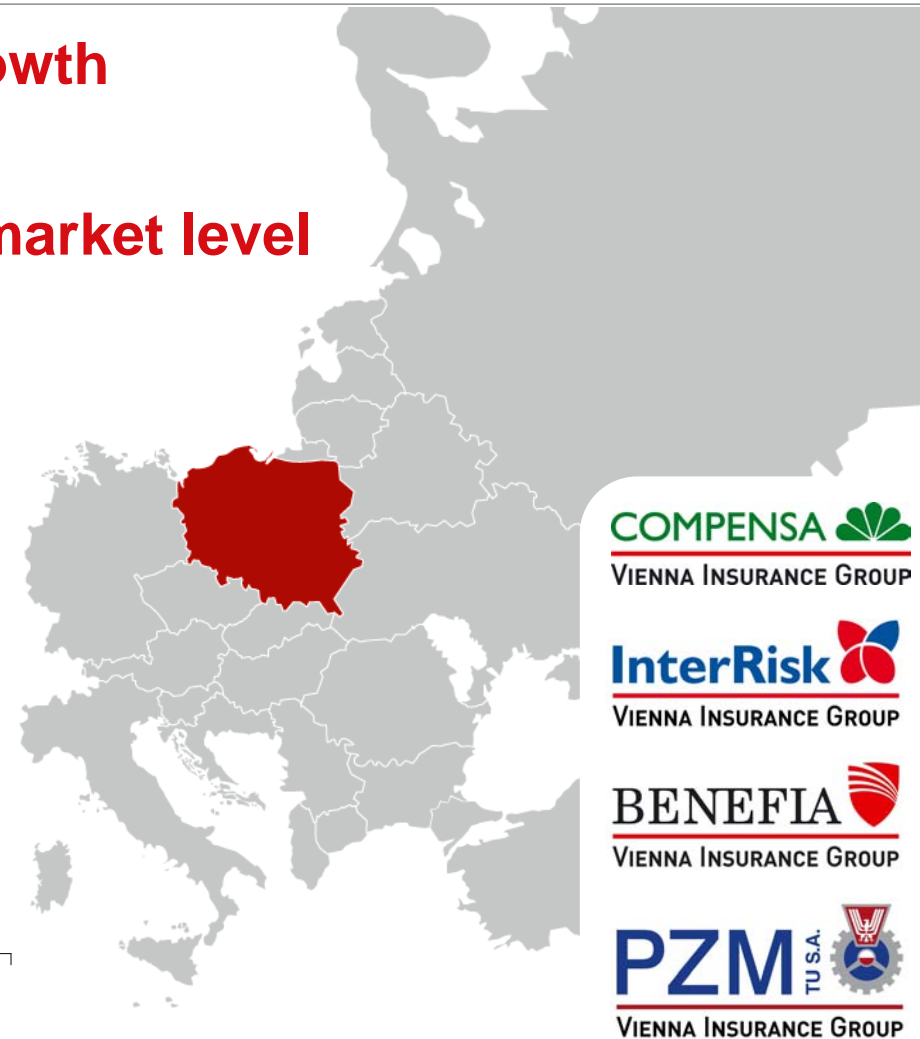 owth
market level
COMPENSA
VIENNA INSURANCE GROUP
InterRisk
VIENNA INSURANCE GROUP
BENEFIA
VIENNA INSURANCE GROUP
PZM TU S.A.
VIENNA INSURANCE GROUP